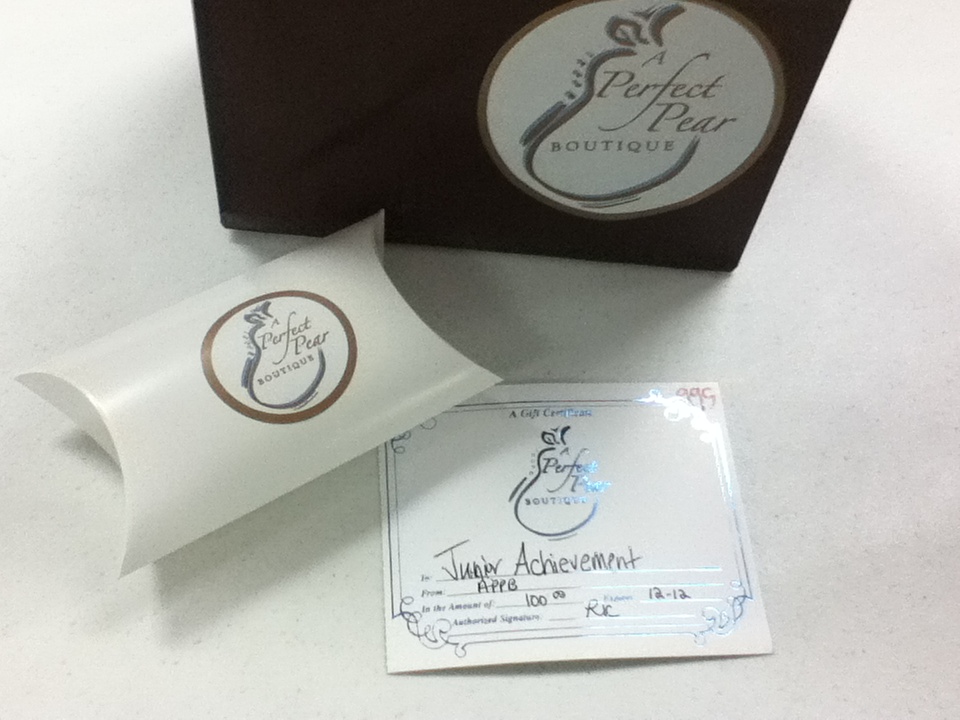 A
Perfect
Pear
BOUTIQUE
A
Perfect
Pear
BOUTIQUE
999
A Gift Certificate
A
Perfect
Pear
BOUTIQUE
To: Junior Achievement
From: APPB
In the Amount of: 100 00 Expires 12-12
Authorized Signature: